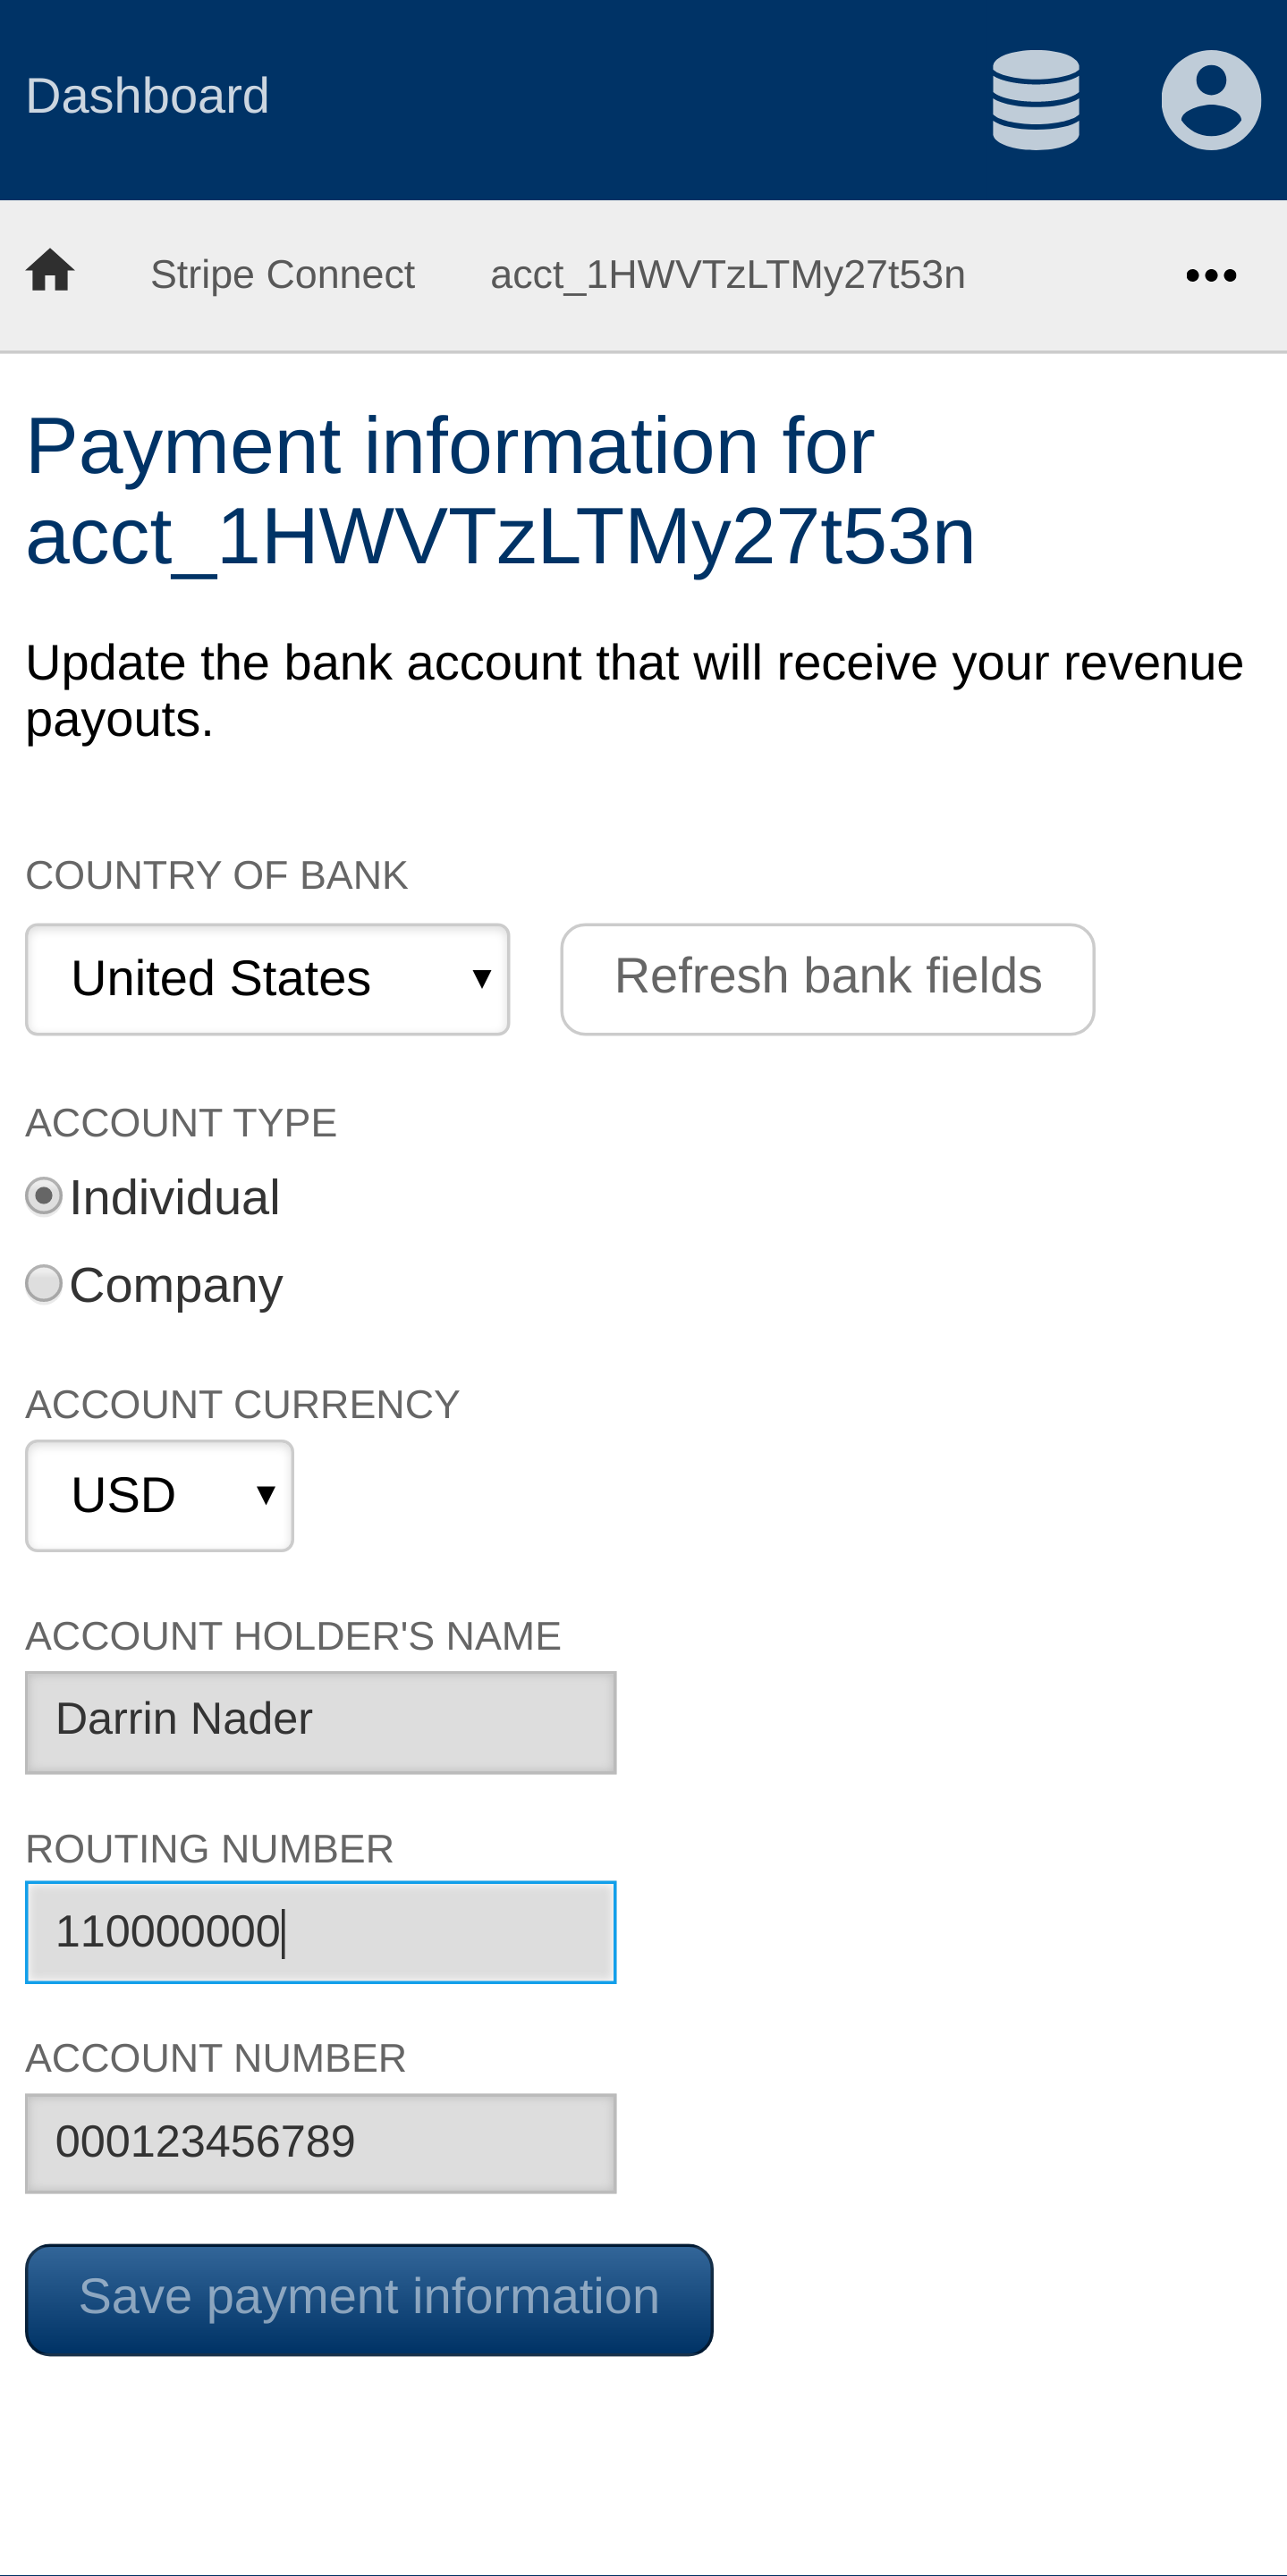 Dashboard
Stripe Connect acct_1HWVTzLTMy27t53n
Payment information for
acct_1HWVTzLTMy27t53n
Update the bank account that will receive your revenue
payouts.
COUNTRY OF BANK
United States Refresh bank fields
ACCOUNT TYPE
Individual
Company
ACCOUNT CURRENCY
USD
ACCOUNT HOLDER'S NAME
Darrin Nader
ROUTING NUMBER
110000000
ACCOUNT NUMBER
000123456789
Save payment information